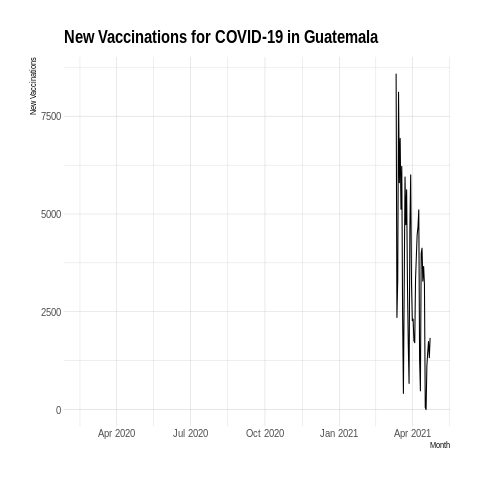 New Vaccinations for COVID-19 in Guatemala
New Vaccinations
7500
5000
2500
0
Apr 2020 Jul 2020 Oct 2020 Jan 2021 Apr 2021
Month